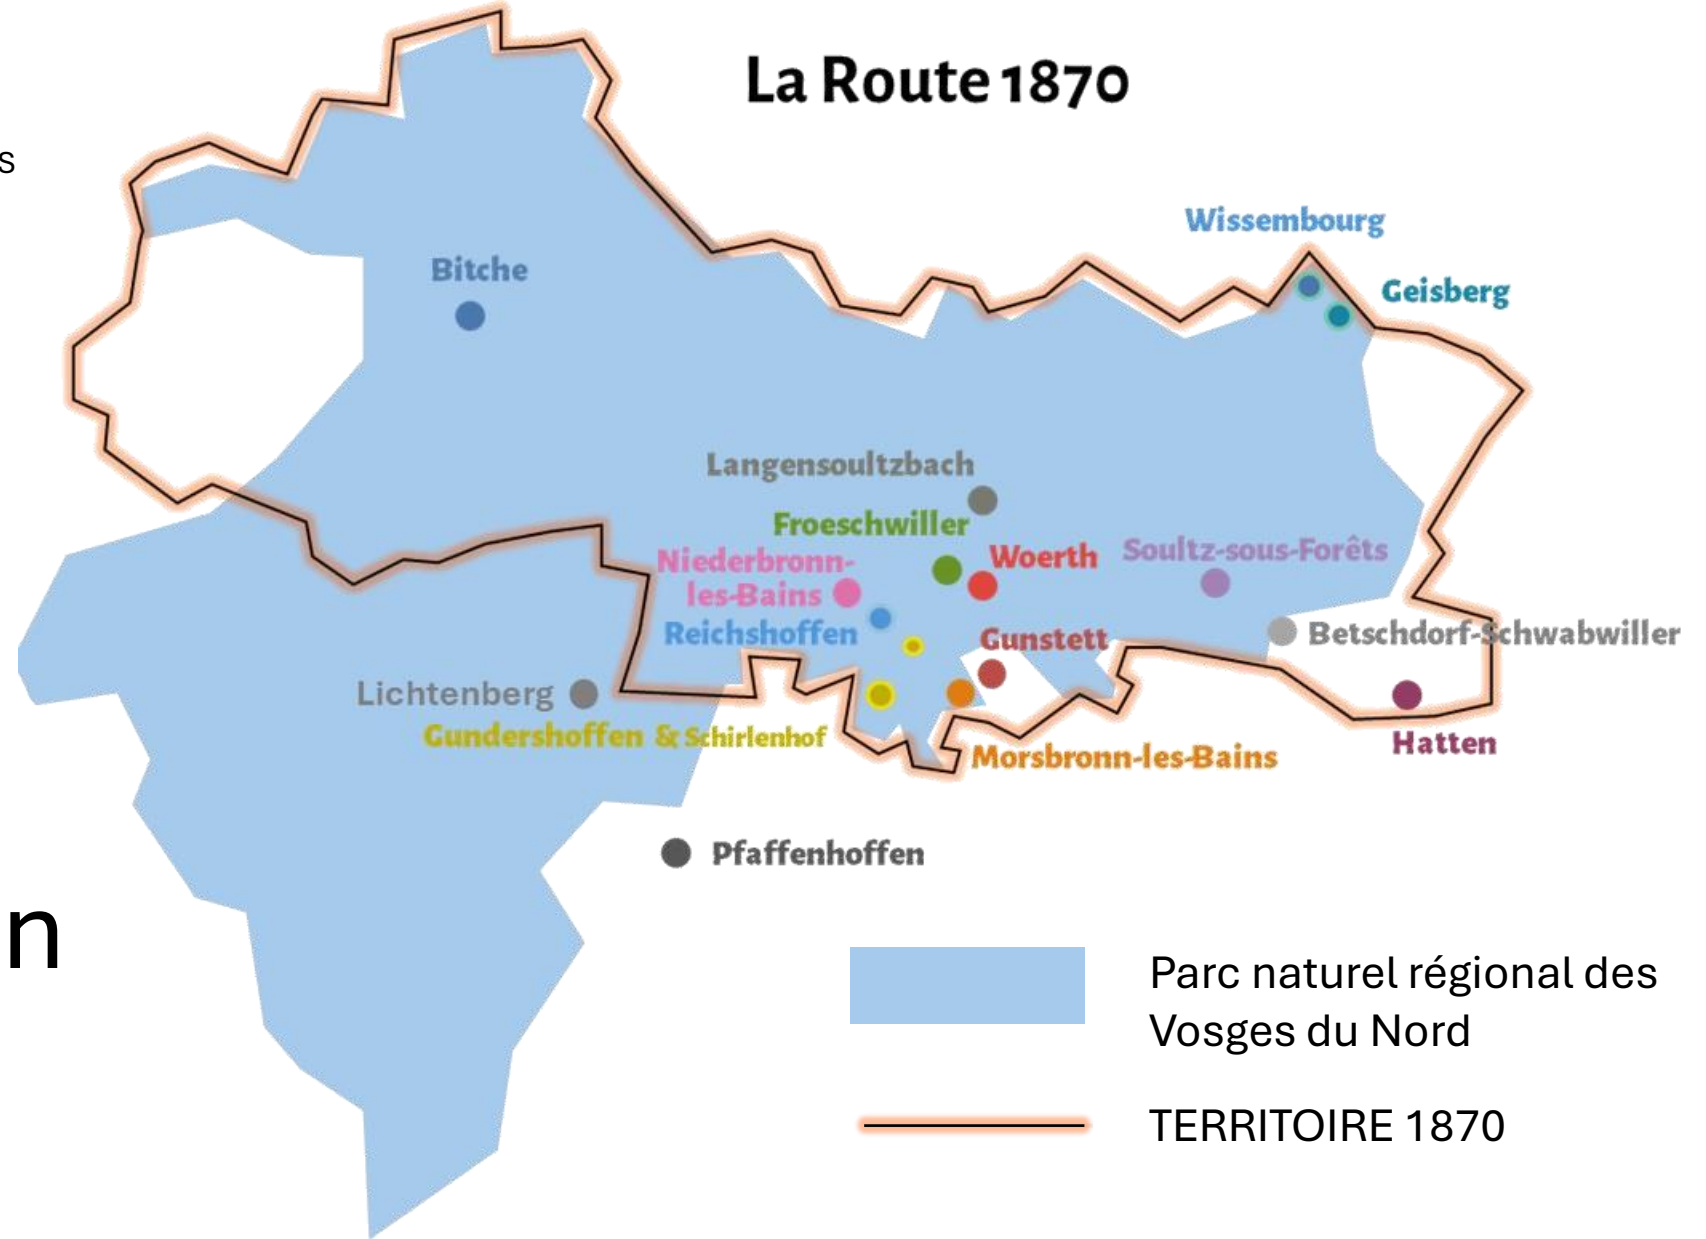 La Route 1870
s
Wissembourg
Bitche
Geisberg
Langensoultzbach
Froeschwiller
Niederbronn-
les-Bains
Woerth
Soultz-sous-Forêts
Reichshoffen
Gunstett
Betschdorf-Schwabwiller
Lichtenberg
Gundershoffen & Schirlenhof
Morsbronn-les-Bains
Hatten
Pfaffenhoffen
n
Parc naturel régional des
Vosges du Nord
TERRITOIRE 1870